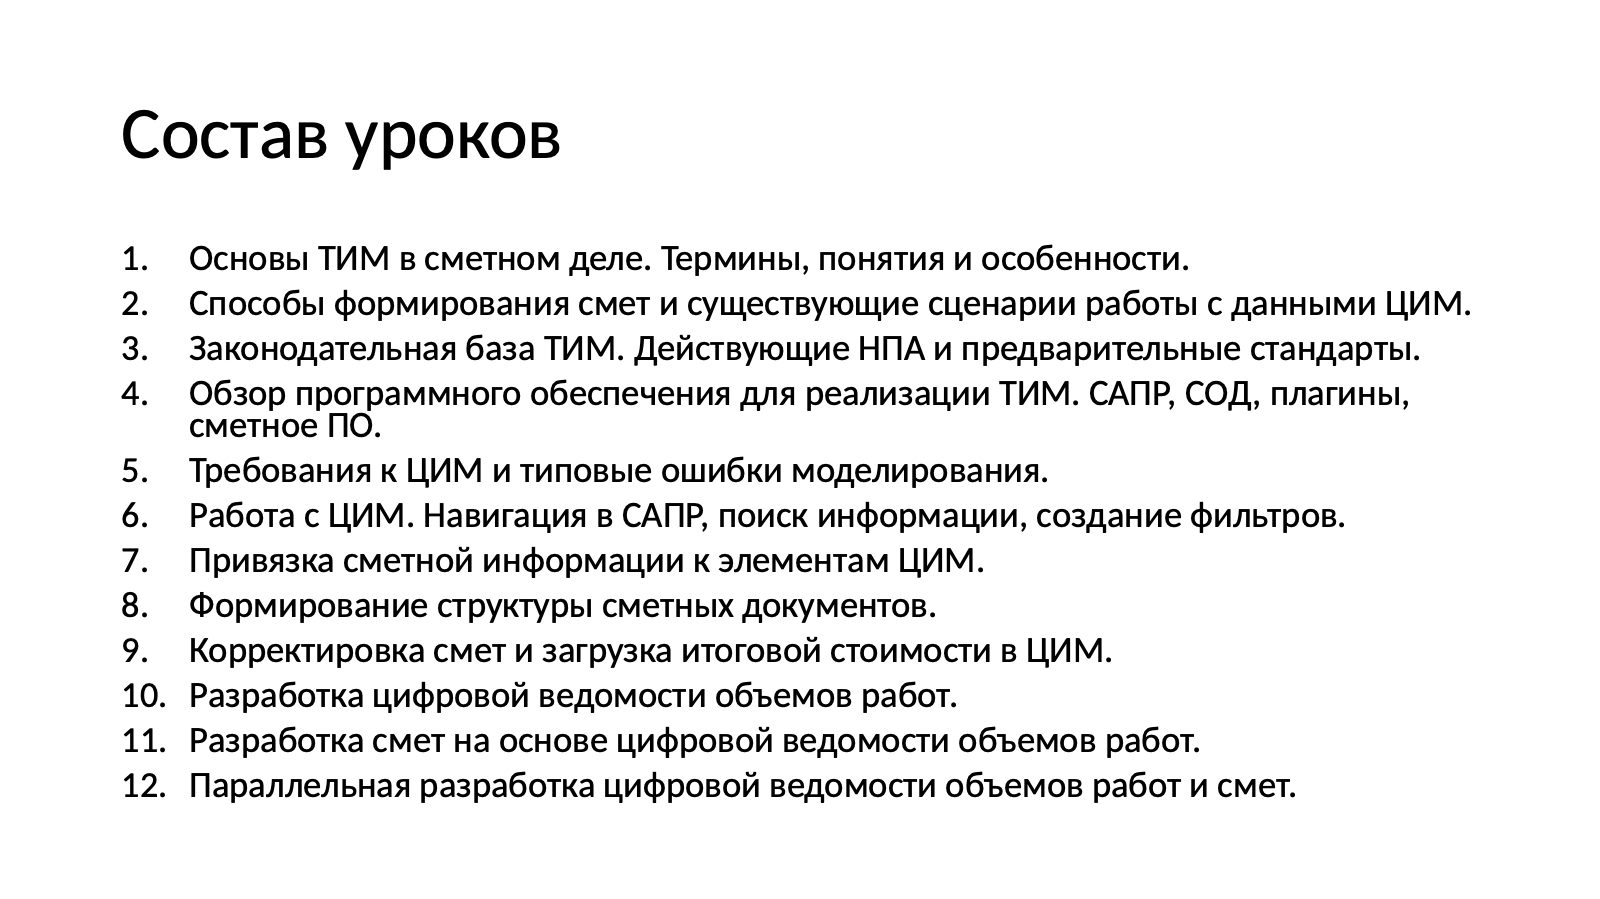 Состав уроков
1. Основы ТИМ в сметном деле. Термины, понятия и особенности.
2. Способы формирования смет и существующие сценарии работы с данными ЦИМ.
3. Законодательная база ТИМ. Действующие НПА и предварительные стандарты.
4. Обзор программного обеспечения для реализации ТИМ. САПР, СОД, плагины,
сметное ПО.
5. Требования к ЦИМ и типовые ошибки моделирования.
6. Работа с ЦИМ. Навигация в САПР, поиск информации, создание фильтров.
7. Привязка сметной информации к элементам ЦИМ.
8. Формирование структуры сметных документов.
9. Корректировка смет и загрузка итоговой стоимости в ЦИМ.
10. Разработка цифровой ведомости объемов работ.
11. Разработка смет на основе цифровой ведомости объемов работ.
12. Параллельная разработка цифровой ведомости объемов работ и смет.